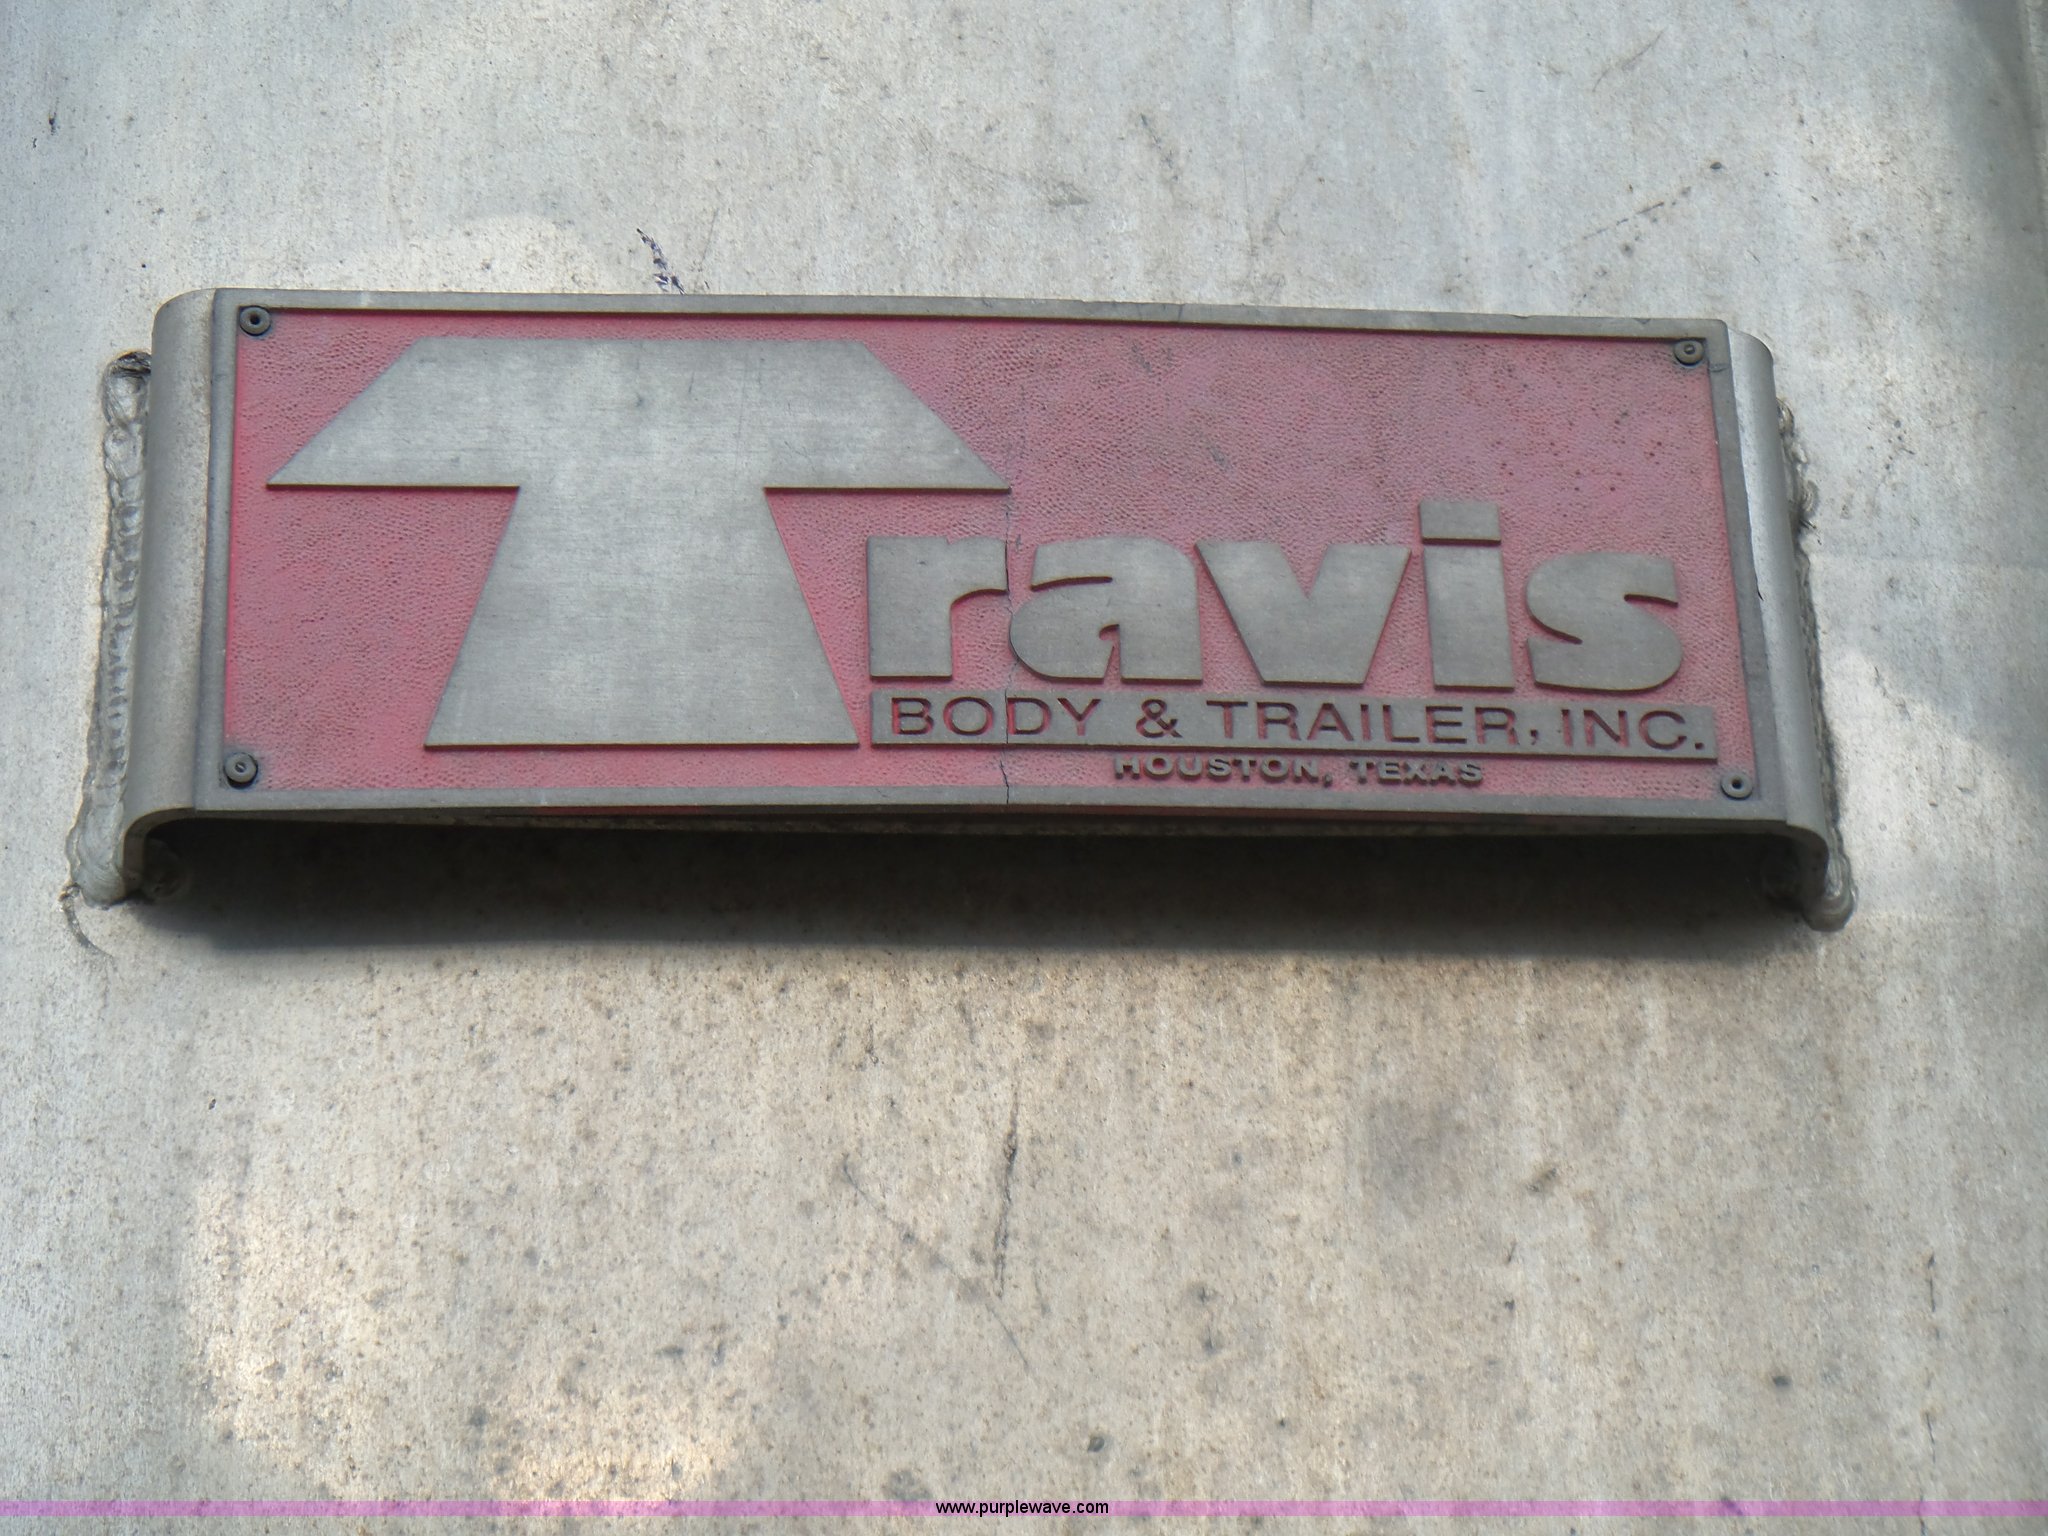 Travis
BODY & TRAILER, INC.
HOUSTON, TEXAS
www.purplewave.com